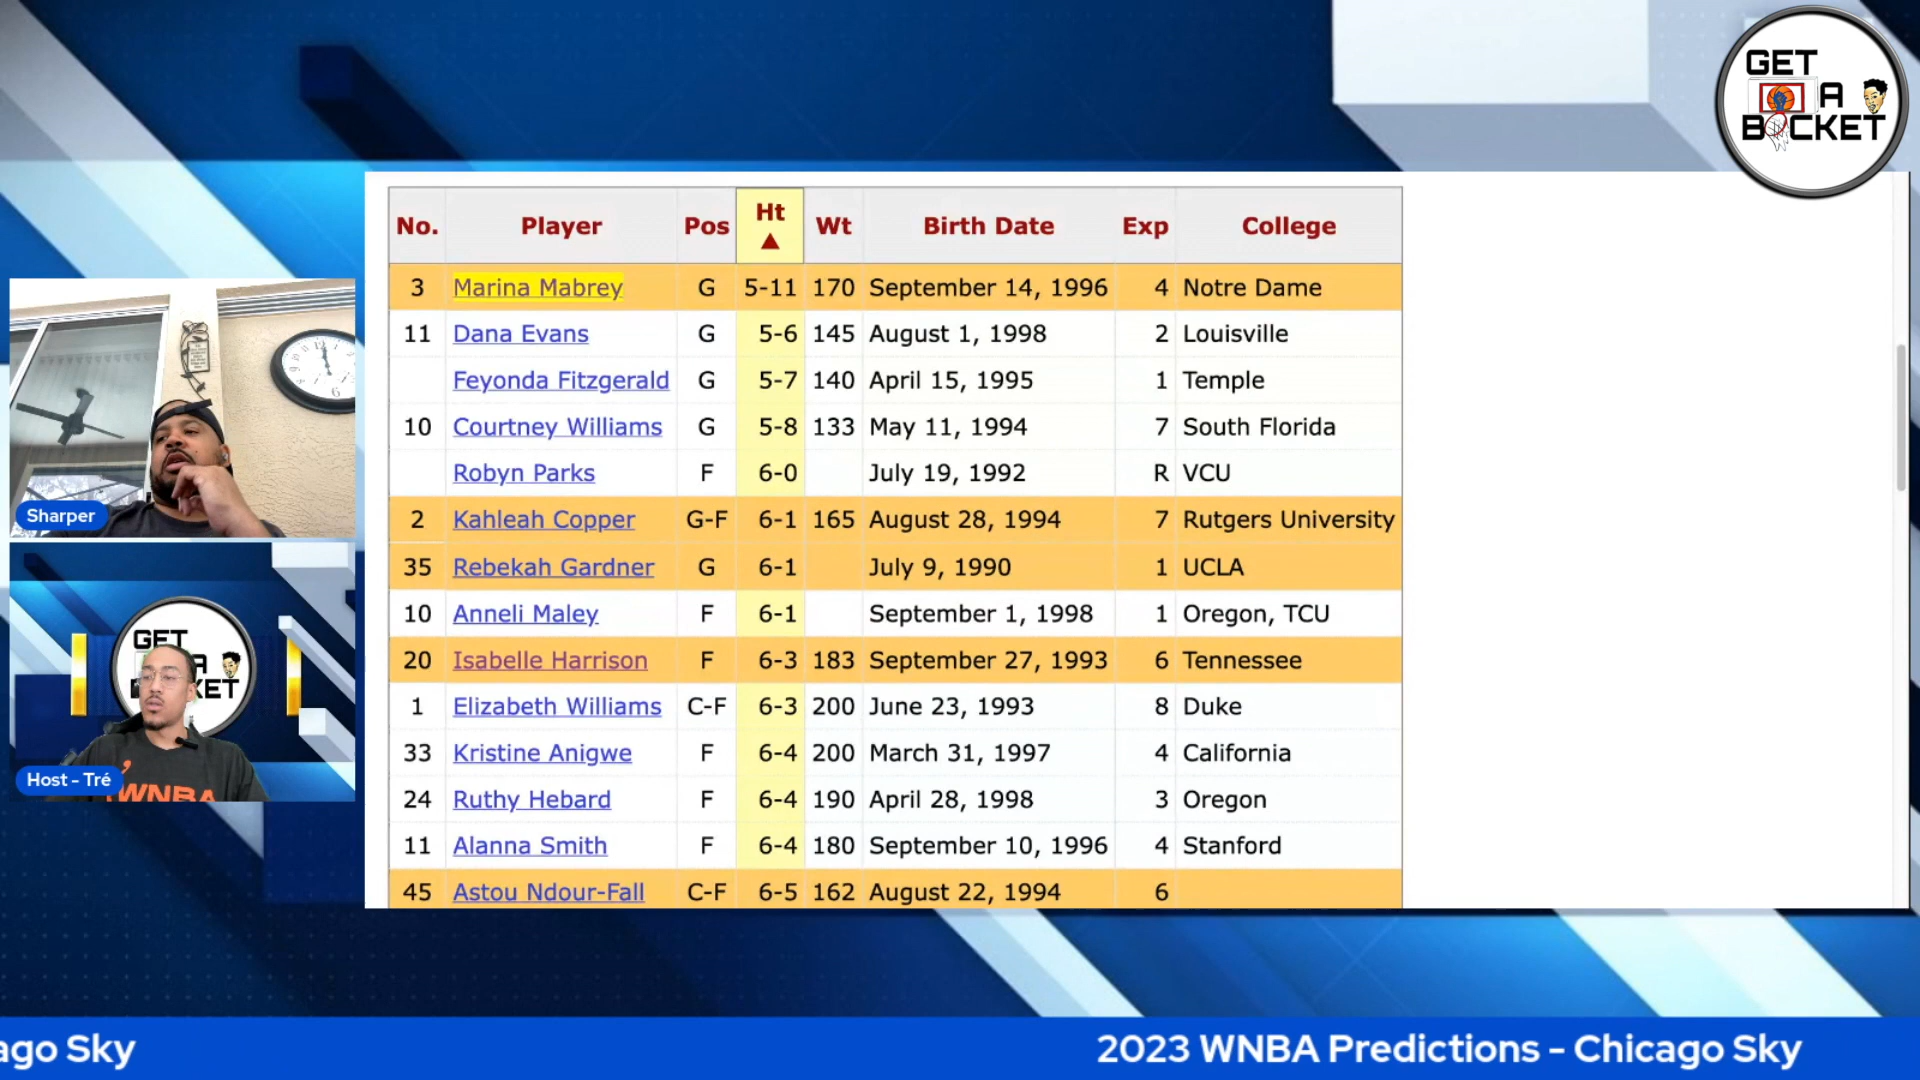 GET
A
BUCKET
No. Player Pos Ht ▲ Wt Birth Date Exp College
3 Marina Mabrey G 5-11 170 September 14, 1996 4 Notre Dame
11 Dana Evans G 5-6 145 August 1, 1998 2 Louisville
Feyonda Fitzgerald G 5-7 140 April 15, 1995 1 Temple
10 Courtney Williams G 5-8 133 May 11, 1994 7 South Florida
Robyn Parks F 6-0 July 19, 1992 R VCU
2 Kahleah Copper G-F 6-1 165 August 28, 1994 7 Rutgers University
35 Rebekah Gardner G 6-1 July 9, 1990 1 UCLA
10 Anneli Maley F 6-1 September 1, 1998 1 Oregon, TCU
20 Isabelle Harrison F 6-3 183 September 27, 1993 6 Tennessee
1 Elizabeth Williams C-F 6-3 200 June 23, 1993 8 Duke
33 Kristine Anigwe F 6-4 200 March 31, 1997 4 California
24 Ruthy Hebard F 6-4 190 April 28, 1998 3 Oregon
11 Alanna Smith F 6-4 180 September 10, 1996 4 Stanford
45 Astou Ndour-Fall C-F 6-5 162 August 22, 1994 6
Sharper
GET
A
KET
Host - Tré
WNBA
ago Sky
2023 WNBA Predictions - Chicago Sky